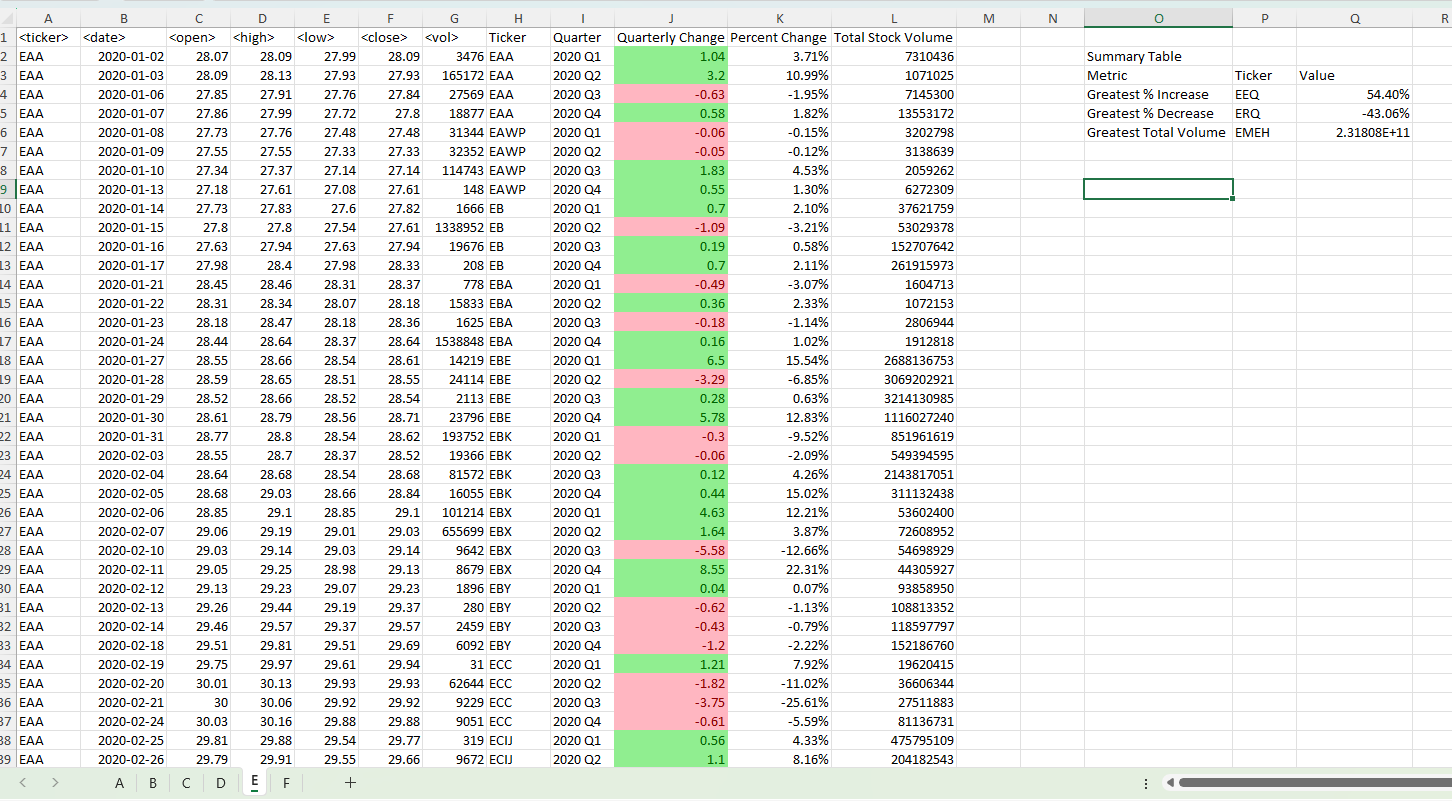 A B C D E F G H I J K L M N O P Q R
1 <ticker> <date> <open> <high> <low> <close> <vol> Ticker Quarter Quarterly Change Percent Change Total Stock Volume
2 EAA 2020-01-02 28.07 28.09 27.99 28.09 3476 EAA 2020 Q1 1.04 3.71% 7310436 Summary Table
3 EAA 2020-01-03 28.09 28.13 27.93 27.93 165172 EAA 2020 Q2 3.2 10.99% 1071025 Metric Ticker Value
4 EAA 2020-01-06 27.85 27.91 27.76 27.84 27569 EAA 2020 Q3 -0.63 -1.95% 7145300 Greatest % Increase EEQ 54.40%
5 EAA 2020-01-07 27.86 27.99 27.72 27.8 18877 EAA 2020 Q4 0.58 1.82% 13553172 Greatest % Decrease ERQ -43.06%
6 EAA 2020-01-08 27.73 27.76 27.48 27.48 31344 EAWP 2020 Q1 -0.06 -0.15% 3202798 Greatest Total Volume EMEH 2.31808E+11
7 EAA 2020-01-09 27.55 27.55 27.33 27.33 32352 EAWP 2020 Q2 -0.05 -0.12% 3138639
8 EAA 2020-01-10 27.34 27.37 27.14 27.14 114743 EAWP 2020 Q3 1.83 4.53% 2059262
9 EAA 2020-01-13 27.18 27.61 27.08 27.61 148 EAWP 2020 Q4 0.55 1.30% 6272309
10 EAA 2020-01-14 27.73 27.83 27.6 27.82 1666 EB 2020 Q1 0.7 2.10% 37621759
11 EAA 2020-01-15 27.8 27.8 27.54 27.61 1338952 EB 2020 Q2 -1.09 -3.21% 53029378
12 EAA 2020-01-16 27.63 27.94 27.63 27.94 19676 EB 2020 Q3 0.19 0.58% 152707642
13 EAA 2020-01-17 27.98 28.4 27.98 28.33 208 EB 2020 Q4 0.7 2.11% 261915973
14 EAA 2020-01-21 28.45 28.46 28.31 28.37 778 EBA 2020 Q1 -0.49 -3.07% 1604713
15 EAA 2020-01-22 28.31 28.34 28.07 28.18 15833 EBA 2020 Q2 0.36 2.33% 1072153
16 EAA 2020-01-23 28.18 28.47 28.18 28.36 1625 EBA 2020 Q3 -0.18 -1.14% 2806944
17 EAA 2020-01-24 28.44 28.64 28.37 28.64 1538848 EBA 2020 Q4 0.16 1.02% 1912818
18 EAA 2020-01-27 28.55 28.66 28.54 28.61 14219 EBE 2020 Q1 6.5 15.54% 2688136753
19 EAA 2020-01-28 28.59 28.65 28.51 28.55 24114 EBE 2020 Q2 -3.29 -6.85% 3069202921
20 EAA 2020-01-29 28.52 28.66 28.52 28.54 2113 EBE 2020 Q3 0.28 0.63% 3214130985
21 EAA 2020-01-30 28.61 28.79 28.56 28.71 23796 EBE 2020 Q4 5.78 12.83% 1116027240
22 EAA 2020-01-31 28.77 28.8 28.54 28.62 193752 EBK 2020 Q1 -0.3 -9.52% 851961619
23 EAA 2020-02-03 28.55 28.7 28.37 28.52 19366 EBK 2020 Q2 -0.06 -2.09% 549394595
24 EAA 2020-02-04 28.64 28.68 28.54 28.68 81572 EBK 2020 Q3 0.12 4.26% 2143817051
25 EAA 2020-02-05 28.68 29.03 28.66 28.84 16055 EBK 2020 Q4 0.44 15.02% 311132438
26 EAA 2020-02-06 28.85 29.1 28.85 29.1 101214 EBX 2020 Q1 4.63 12.21% 53602400
27 EAA 2020-02-07 29.06 29.19 29.01 29.03 655699 EBX 2020 Q2 1.64 3.87% 72608952
28 EAA 2020-02-10 29.03 29.14 29.03 29.14 9642 EBX 2020 Q3 -5.58 -12.66% 54698929
29 EAA 2020-02-11 29.05 29.25 28.98 29.13 8679 EBX 2020 Q4 8.55 22.31% 44305927
30 EAA 2020-02-12 29.13 29.23 29.07 29.23 1896 EBY 2020 Q1 0.04 0.07% 93858950
31 EAA 2020-02-13 29.26 29.44 29.19 29.37 280 EBY 2020 Q2 -0.62 -1.13% 108813352
32 EAA 2020-02-14 29.46 29.57 29.37 29.57 2459 EBY 2020 Q3 -0.43 -0.79% 118597797
33 EAA 2020-02-18 29.51 29.81 29.51 29.69 6092 EBY 2020 Q4 -1.2 -2.22% 152186760
34 EAA 2020-02-19 29.75 29.97 29.61 29.94 31 ECC 2020 Q1 1.21 7.92% 19620415
35 EAA 2020-02-20 30.01 30.13 29.93 29.93 62644 ECC 2020 Q2 -1.82 -11.02% 36606344
36 EAA 2020-02-21 30 30.06 29.92 29.92 9229 ECC 2020 Q3 -3.75 -25.61% 27511883
37 EAA 2020-02-24 30.03 30.16 29.88 29.88 9051 ECC 2020 Q4 -0.61 -5.59% 81136731
38 EAA 2020-02-25 29.81 29.88 29.54 29.77 319 ECIJ 2020 Q1 0.56 4.33% 475795109
39 EAA 2020-02-26 29.79 29.91 29.55 29.66 9672 ECIJ 2020 Q2 1.1 8.16% 204182543
A B C D E F